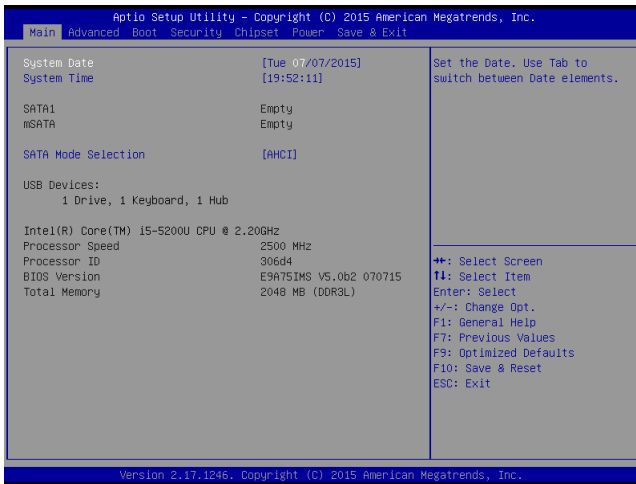 Aptio Setup Utility – Copyright (C) 2015 American Megatrends, Inc.
Main Advanced Boot Security Chipset Power Save & Exit
System Date [Tue 07/07/2015]
System Time [19:52:11]
SATA1 Empty
mSATA Empty
SATA Mode Selection [AHCI]
USB Devices:
1 Drive, 1 Keyboard, 1 Hub
Intel(R) Core(TM) i5-5200U CPU @ 2.20GHz
Processor Speed 2500 MHz
Processor ID 306d4
BIOS Version E9A75IMS V5.0b2 070715
Total Memory 2048 MB (DDR3L)
Set the Date. Use Tab to
switch between Date elements.
→←: Select Screen
↑↓: Select Item
Enter: Select
+/-: Change Opt.
F1: General Help
F7: Previous Values
F9: Optimized Defaults
F10: Save & Reset
ESC: Exit
Version 2.17.1246. Copyright (C) 2015 American Megatrends, Inc.